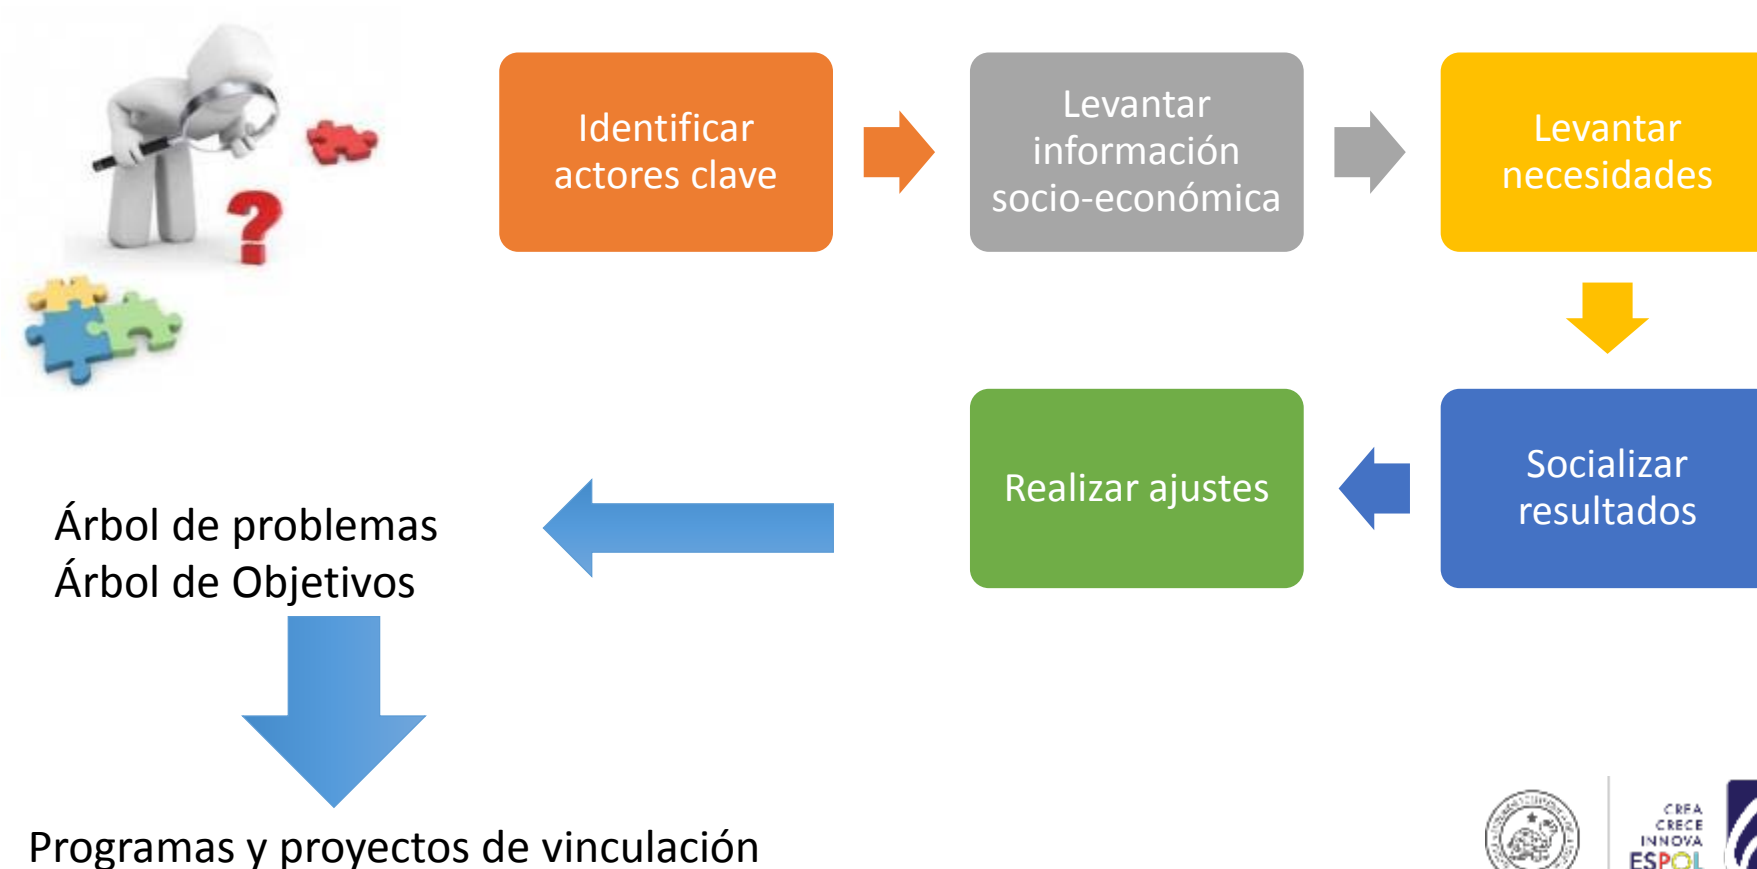 Identificar
actores clave
Levantar
información
socio-económica
Levantar
necesidades
Socializar
resultados
Realizar ajustes
Árbol de problemas
Árbol de Objetivos
Programas y proyectos de vinculación
?
CREA
CRECE
INNOVA
ESPOL